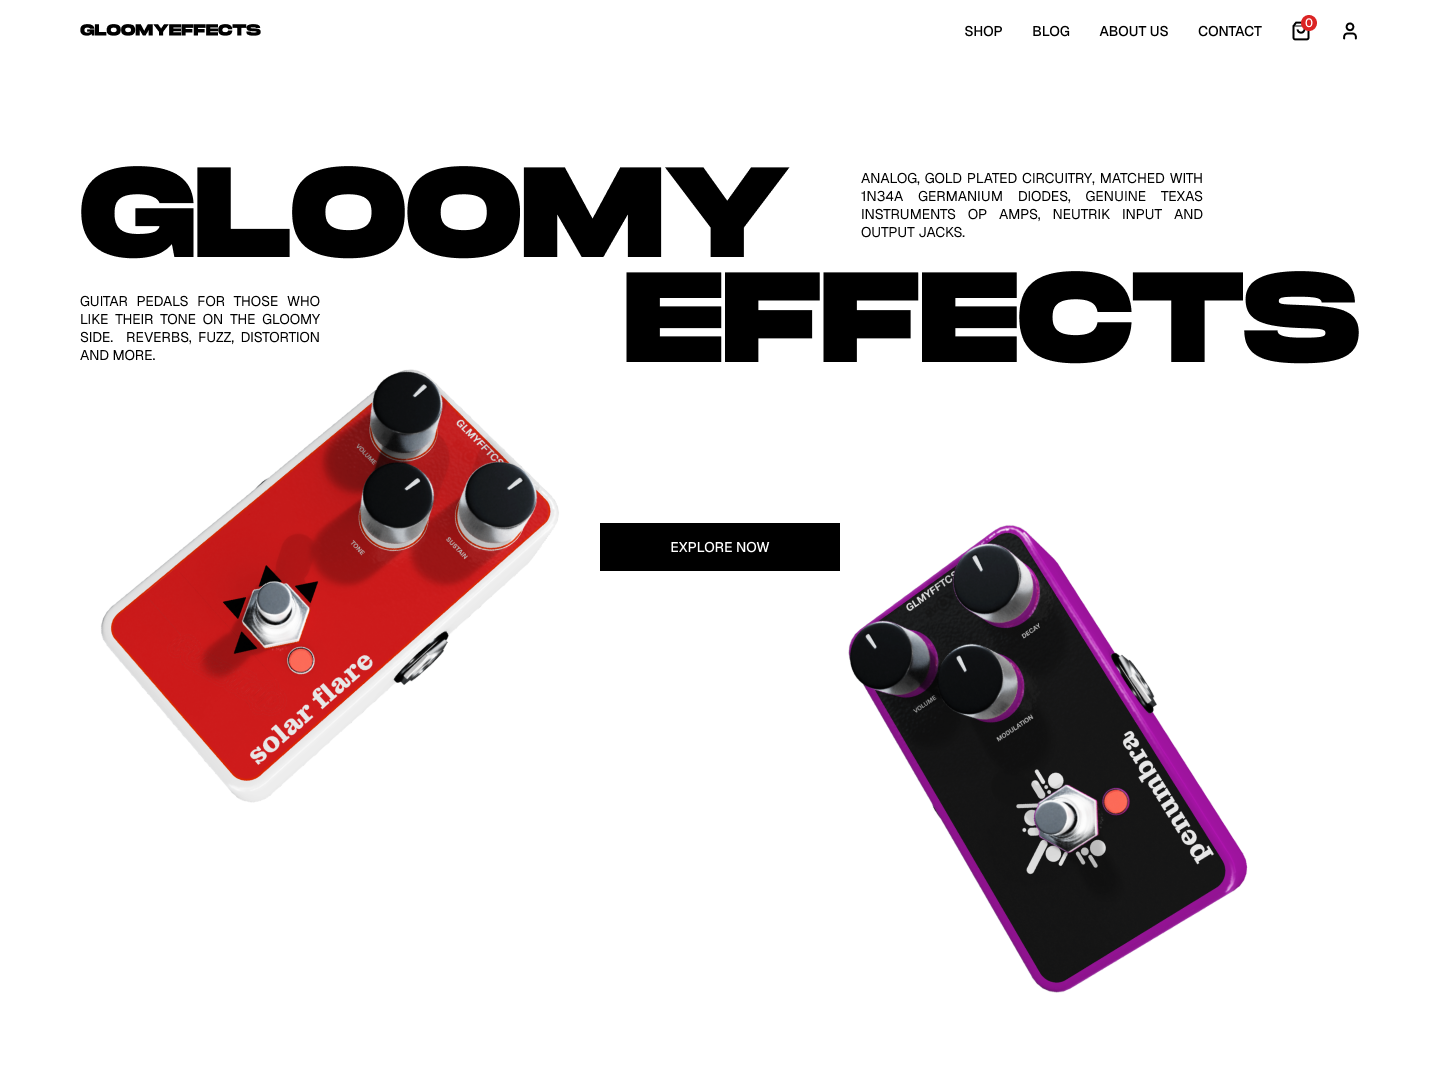 GLOOMYEFFECTS
SHOP BLOG ABOUT US CONTACT 0
GLOOMY
ANALOG, GOLD PLATED CIRCUITRY, MATCHED WITH
1N34A GERMANIUM DIODES, GENUINE TEXAS
INSTRUMENTS OP AMPS, NEUTRIK INPUT AND
OUTPUT JACKS.
EFFECTS
GUITAR PEDALS FOR THOSE WHO
LIKE THEIR TONE ON THE GLOOMY
SIDE. REVERBS, FUZZ, DISTORTION
AND MORE.
GLMYFFTCS
VOLUME
TONE
SUSTAIN
solar flare
EXPLORE NOW
GLMYFFTCS
DECAY
VOLUME
MODULATION
penumbra